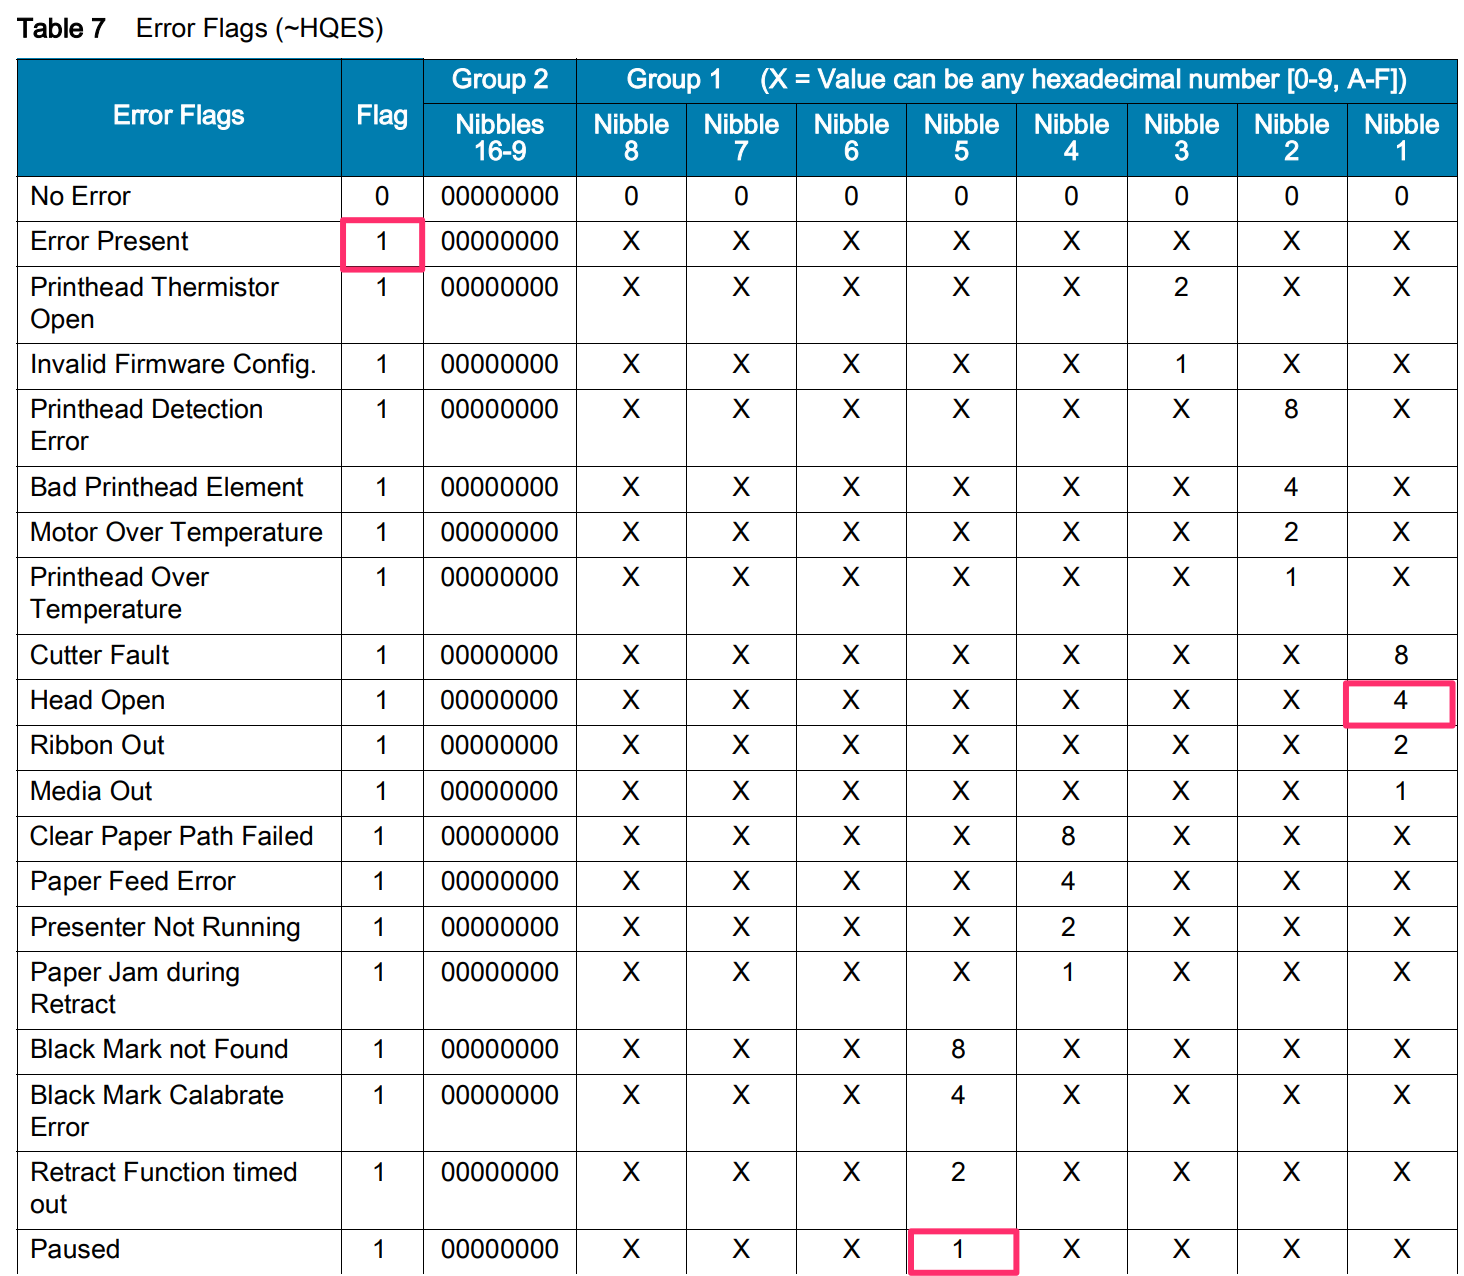 Table 7 Error Flags (~HQES)
Error Flags Flag Group 2 Group 1 (X = Value can be any hexadecimal number [0-9, A-F])
Nibbles 16-9 Nibble 8 Nibble 7 Nibble 6 Nibble 5 Nibble 4 Nibble 3 Nibble 2 Nibble 1
No Error 0 00000000 0 0 0 0 0 0 0 0
Error Present 1 00000000 X X X X X X X X
Printhead Thermistor Open 1 00000000 X X X X X 2 X X
Invalid Firmware Config. 1 00000000 X X X X X 1 X X
Printhead Detection Error 1 00000000 X X X X X X 8 X
Bad Printhead Element 1 00000000 X X X X X X 4 X
Motor Over Temperature 1 00000000 X X X X X X 2 X
Printhead Over Temperature 1 00000000 X X X X X X 1 X
Cutter Fault 1 00000000 X X X X X X X 8
Head Open 1 00000000 X X X X X X X 4
Ribbon Out 1 00000000 X X X X X X X 2
Media Out 1 00000000 X X X X X X X 1
Clear Paper Path Failed 1 00000000 X X X X 8 X X X
Paper Feed Error 1 00000000 X X X X 4 X X X
Presenter Not Running 1 00000000 X X X X 2 X X X
Paper Jam during Retract 1 00000000 X X X X 1 X X X
Black Mark not Found 1 00000000 X X X 8 X X X X
Black Mark Calabrate Error 1 00000000 X X X 4 X X X X
Retract Function timed out 1 00000000 X X X 2 X X X X
Paused 1 00000000 X X X 1 X X X X